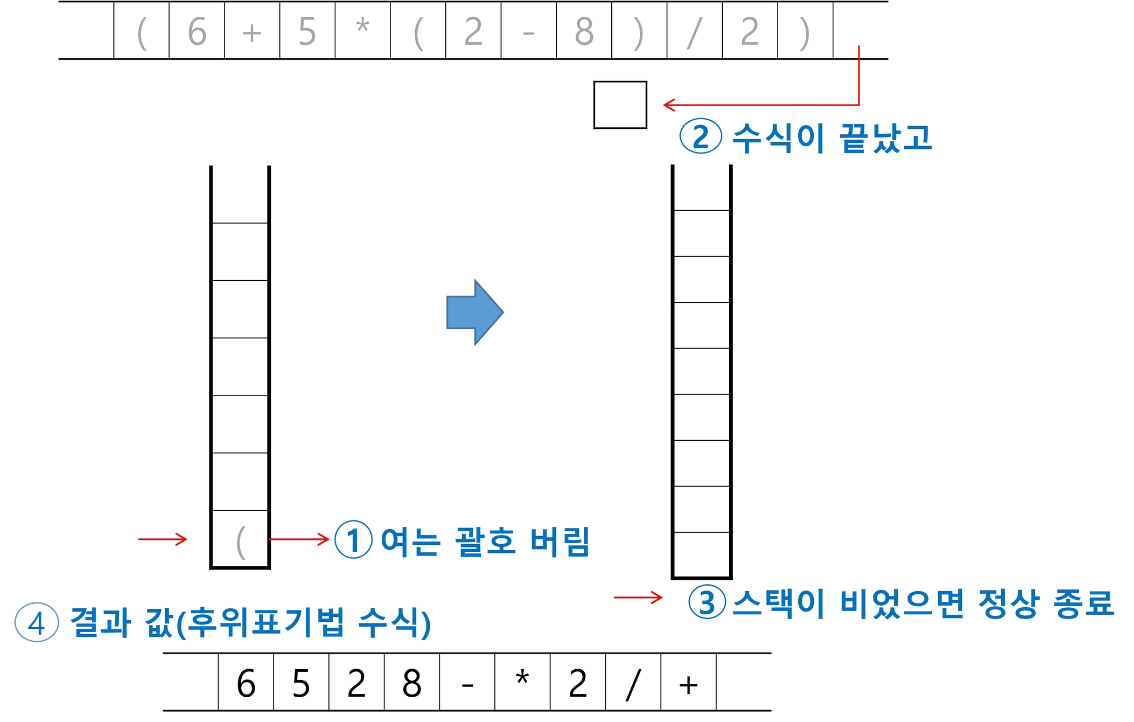 ( 6 + 5 * ( 2 - 8 ) / 2 )
② 수식이 끝났고
( ① 여는 괄호 버림
③ 스택이 비었으면 정상 종료
④ 결과 값(후위표기법 수식)
6 5 2 8 - * 2 / +